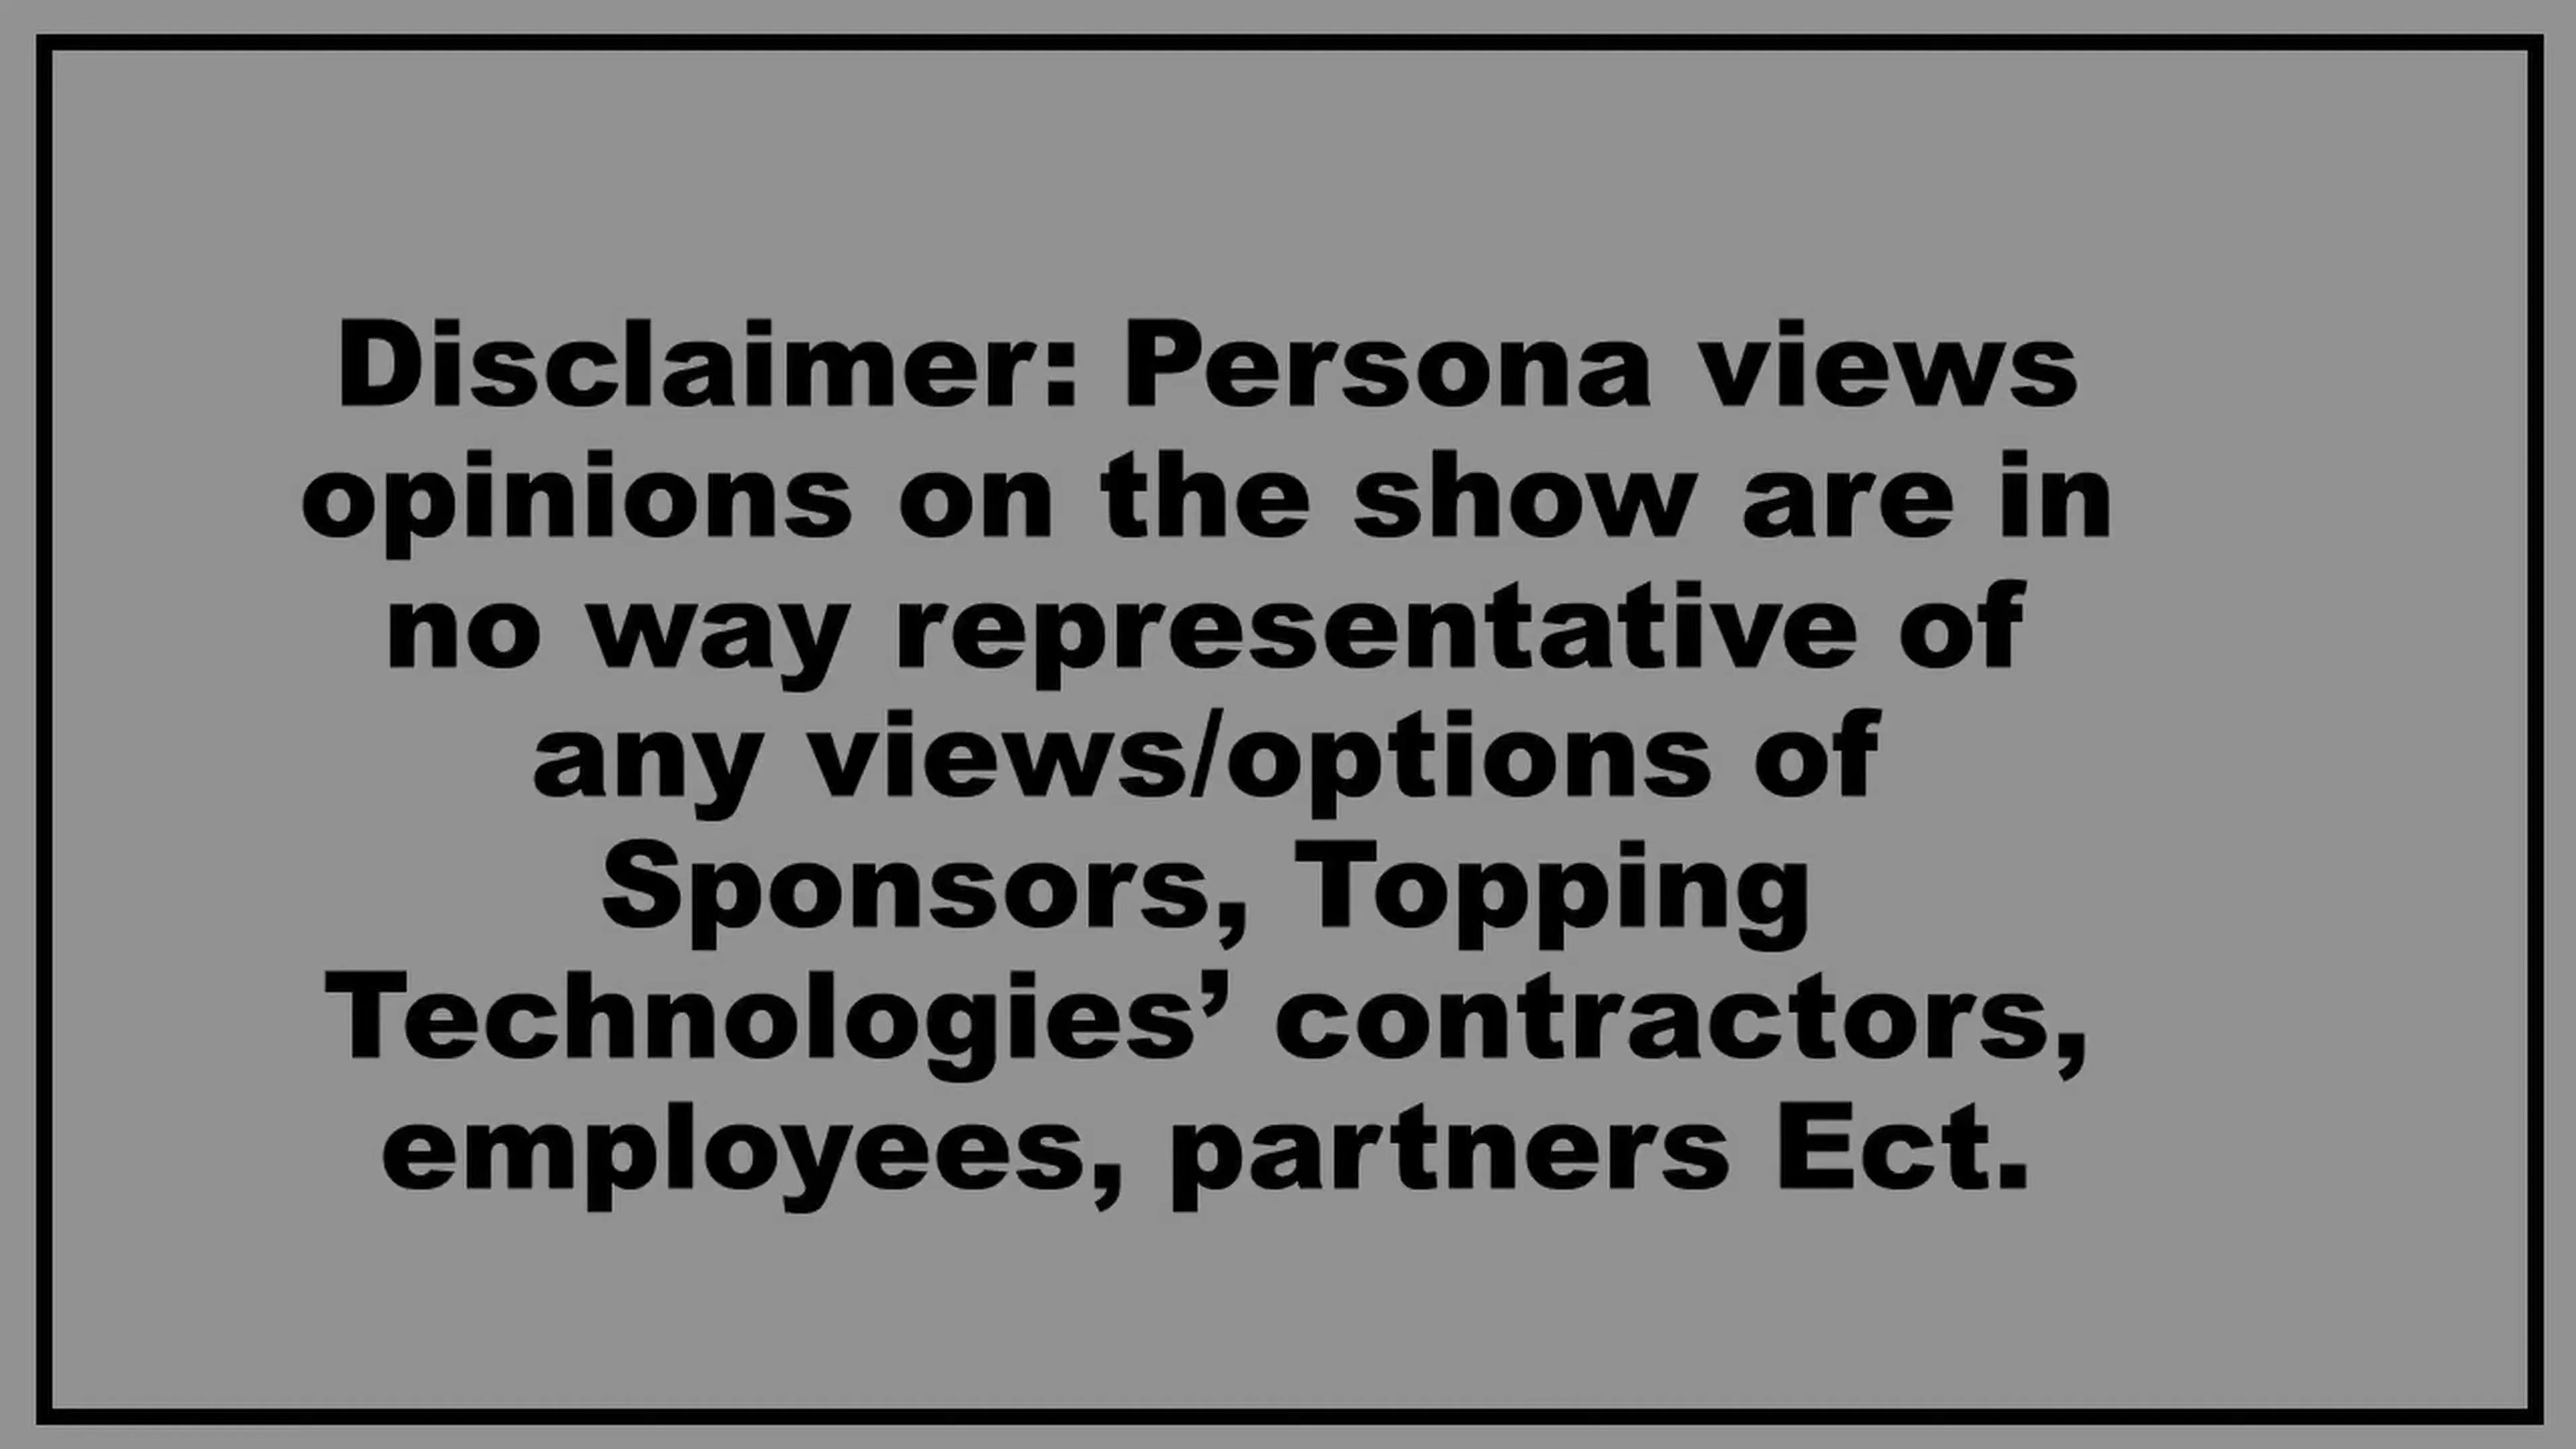 Disclaimer: Persona views
opinions on the show are in
no way representative of
any views/options of
Sponsors, Topping
Technologies’ contractors,
employees, partners Ect.